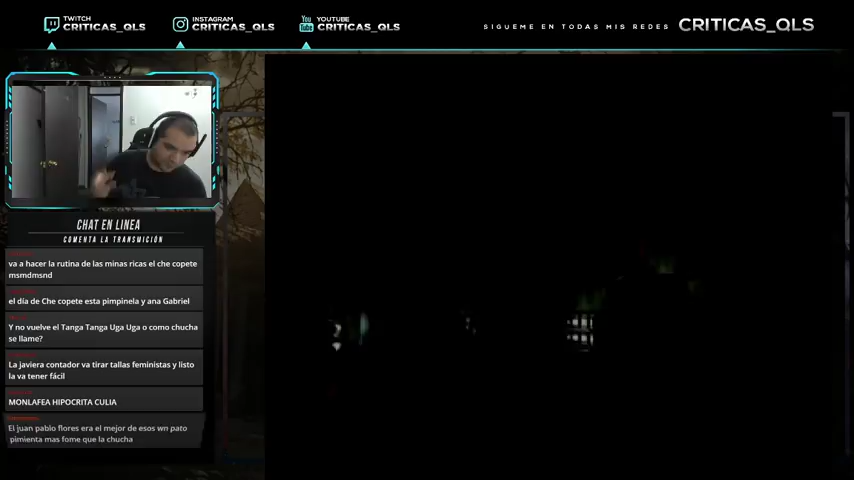 TWITCH
CRITICAS_QLS
INSTAGRAM
CRITICAS_QLS
YOUTUBE
CRITICAS_QLS
SIGUEME EN TODAS MIS REDES CRITICAS_QLS
CHAT EN LINEA
COMENTA LA TRANSMICIÓN
va a hacer la rutina de las minas ricas el che copete
msmdmsnd
el día de Che copete esta pimpinela y ana Gabriel
Y no vuelve el Tanga Tanga Uga Uga o como chucha
se llame?
La javiera contador va tirar tallas feministas y listo
la va tener fácil
MONLAFEA HIPOCRITA CULIA
El juan pablo flores era el mejor de esos wn pato
pimienta mas fome que la chucha